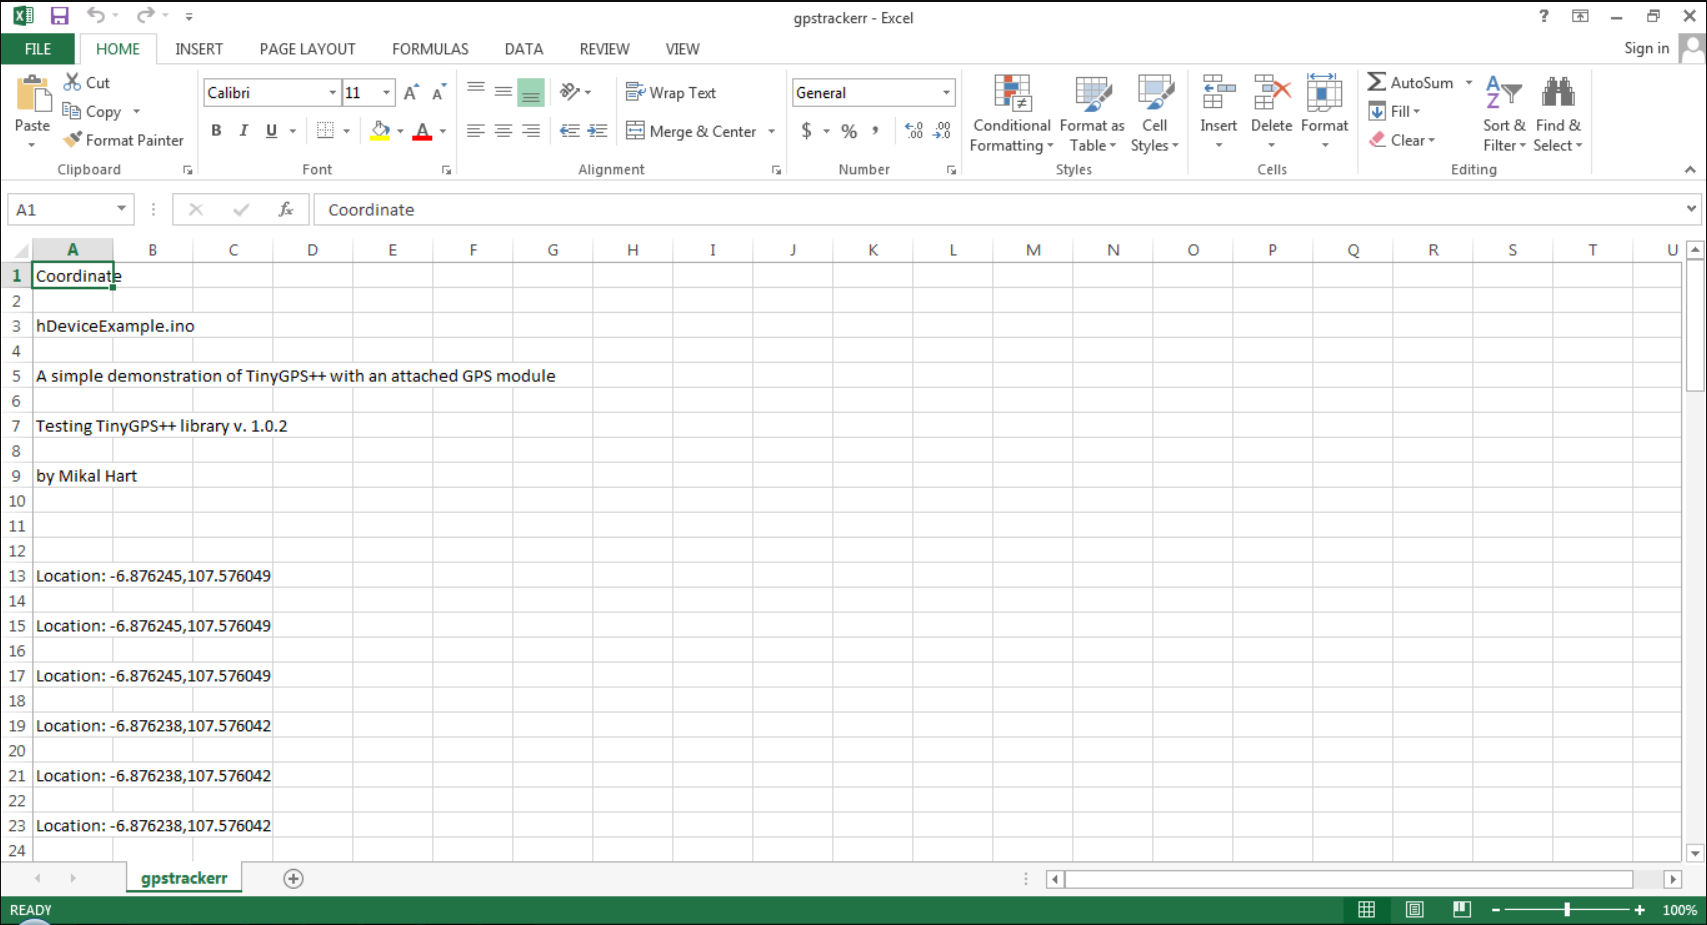 gpstrackerr - Excel
FILE HOME INSERT PAGE LAYOUT FORMULAS DATA REVIEW VIEW Sign in
Paste
Cut
Copy
Format Painter
Clipboard
Calibri 11
B I U
Font
Wrap Text
Merge & Center
Alignment
General
$ % ,
Number
Conditional Formatting
Format as Table
Cell Styles
Styles
Insert Delete Format
Cells
AutoSum
Fill
Clear
Sort & Filter
Find & Select
Editing
A1 fx Coordinate
A B C D E F G H I J K L M N O P Q R S T U
1 Coordinate
2
3 hDeviceExample.ino
4
5 A simple demonstration of TinyGPS++ with an attached GPS module
6
7 Testing TinyGPS++ library v. 1.0.2
8
9 by Mikal Hart
10
11
12
13 Location: -6.876245,107.576049
14
15 Location: -6.876245,107.576049
16
17 Location: -6.876245,107.576049
18
19 Location: -6.876238,107.576042
20
21 Location: -6.876238,107.576042
22
23 Location: -6.876238,107.576042
24
gpstrackerr
READY 100%